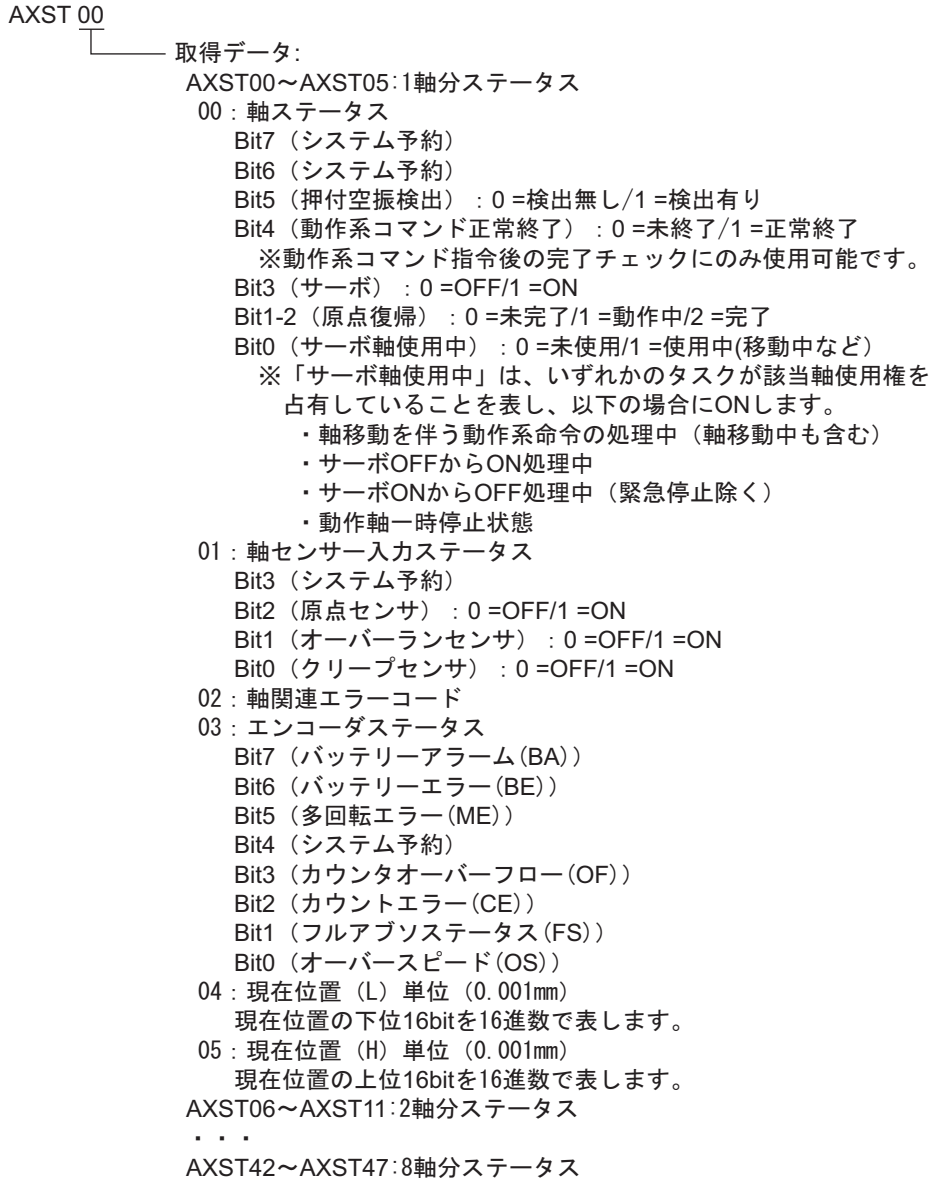 AXST 00
取得データ:
AXST00～AXST05:1軸分ステータス
00：軸ステータス
Bit7（システム予約）
Bit6（システム予約）
Bit5（押付空振検出）：0 =検出無し/1 =検出有り
Bit4（動作系コマンド正常終了）：0 =未終了/1 =正常終了
※動作系コマンド指令後の完了チェックにのみ使用可能です。
Bit3（サーボ）：0 =OFF/1 =ON
Bit1-2（原点復帰）：0 =未完了/1 =動作中/2 =完了
Bit0（サーボ軸使用中）：0 =未使用/1 =使用中(移動中など）
※「サーボ軸使用中」は、いずれかのタスクが該当軸使用権を
占有していることを表し、以下の場合にONします。
・軸移動を伴う動作系命令の処理中（軸移動中も含む）
・サーボOFFからON処理中
・サーボONからOFF処理中（緊急停止除く）
・動作軸一時停止状態
01：軸センサー入力ステータス
Bit3（システム予約）
Bit2（原点センサ）：0 =OFF/1 =ON
Bit1（オーバーランセンサ）：0 =OFF/1 =ON
Bit0（クリープセンサ）：0 =OFF/1 =ON
02：軸関連エラーコード
03：エンコーダステータス
Bit7（バッテリーアラーム(BA)）
Bit6（バッテリーエラー(BE)）
Bit5（多回転エラー(ME)）
Bit4（システム予約）
Bit3（カウンタオーバーフロー(OF)）
Bit2（カウントエラー(CE)）
Bit1（フルアブソステータス(FS)）
Bit0（オーバースピード(OS)）
04：現在位置（L）単位（0.001㎜）
現在位置の下位16bitを16進数で表します。
05：現在位置（H）単位（0.001㎜）
現在位置の上位16bitを16進数で表します。
AXST06～AXST11:2軸分ステータス
・・・
AXST42～AXST47:8軸分ステータス